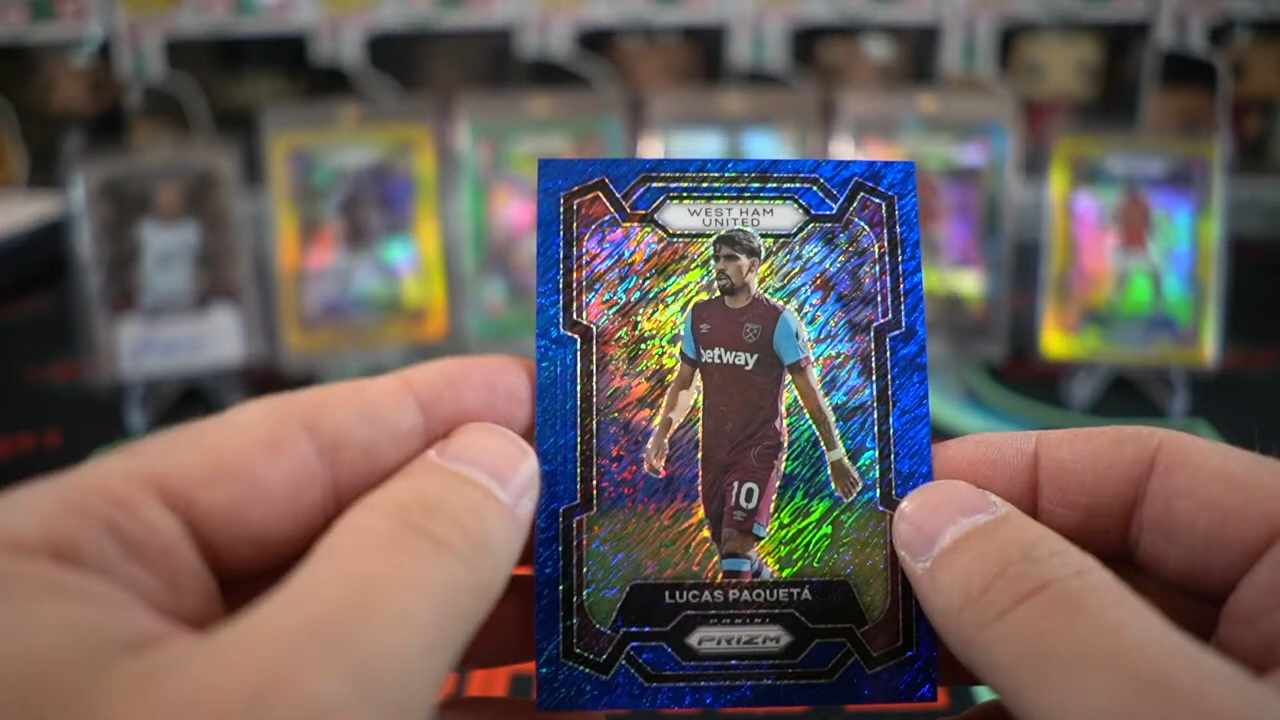 WEST HAM
UNITED
betway
10
LUCAS PAQUETÁ
PANINI
PRIZM